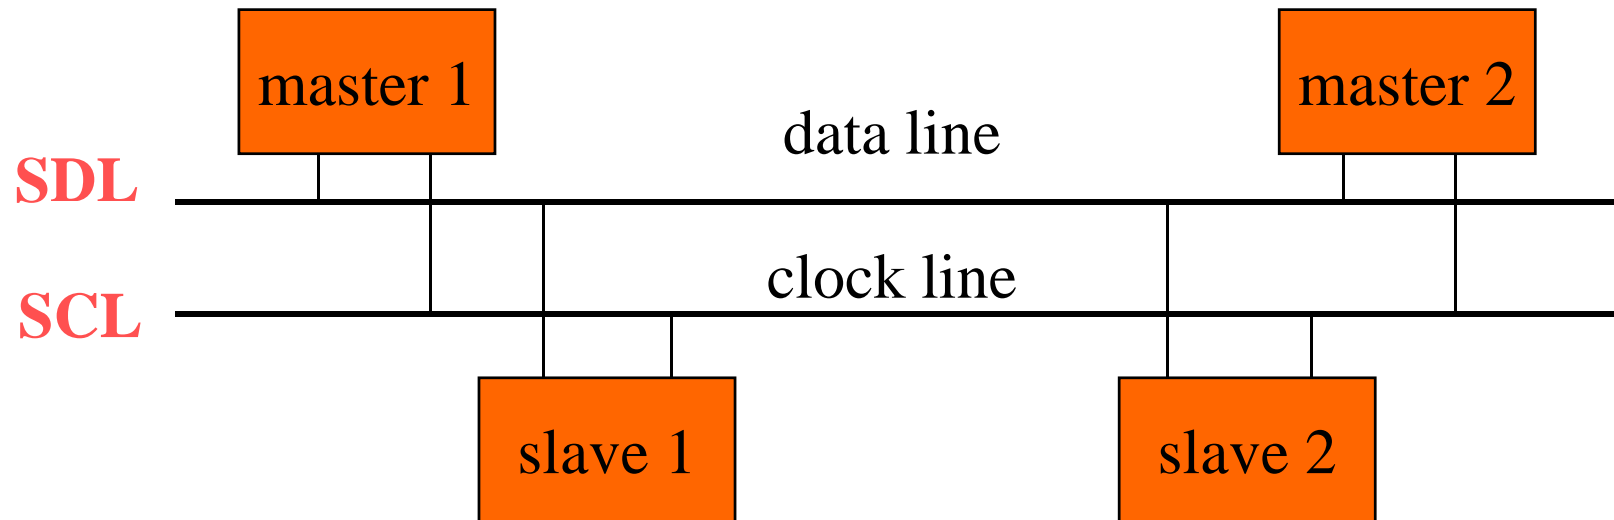 master 1
master 2
data line
SDL
clock line
SCL
slave 1
slave 2